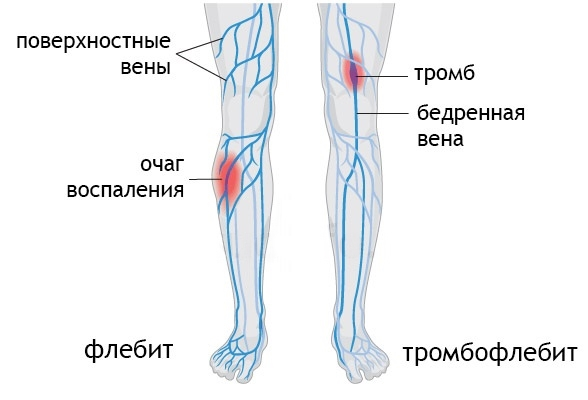 поверхностные
вены
очаг
воспаления
флебит
тромб
бедренная
вена
тромбофлебит